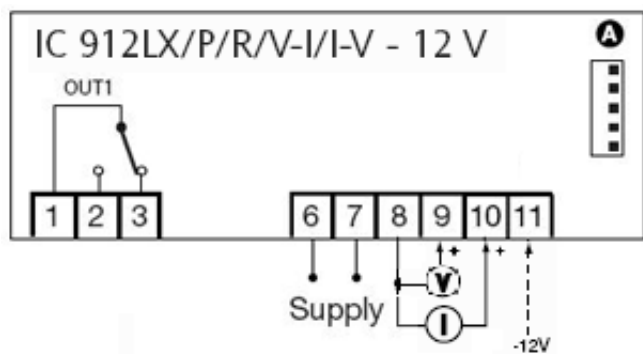 IC 912LX/P/R/V-I/I-V - 12 V
A
OUT1
1 2 3 6 7 8 9 10 11
+ +
V
Supply
I
-12V